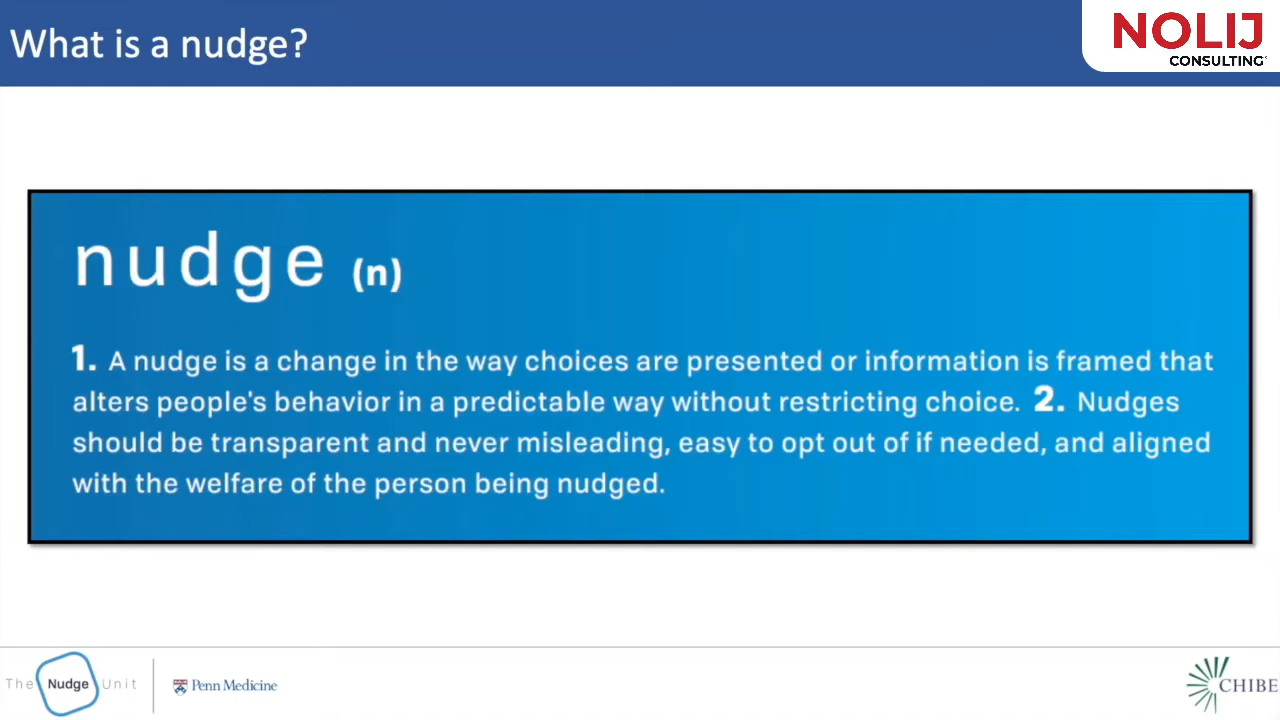 What is a nudge?
NOLIJ
CONSULTING
nudge (n)
1. A nudge is a change in the way choices are presented or information is framed that
alters people's behavior in a predictable way without restricting choice. 2. Nudges
should be transparent and never misleading, easy to opt out of if needed, and aligned
with the welfare of the person being nudged.
The Nudge Unit
Penn Medicine
CHIBE